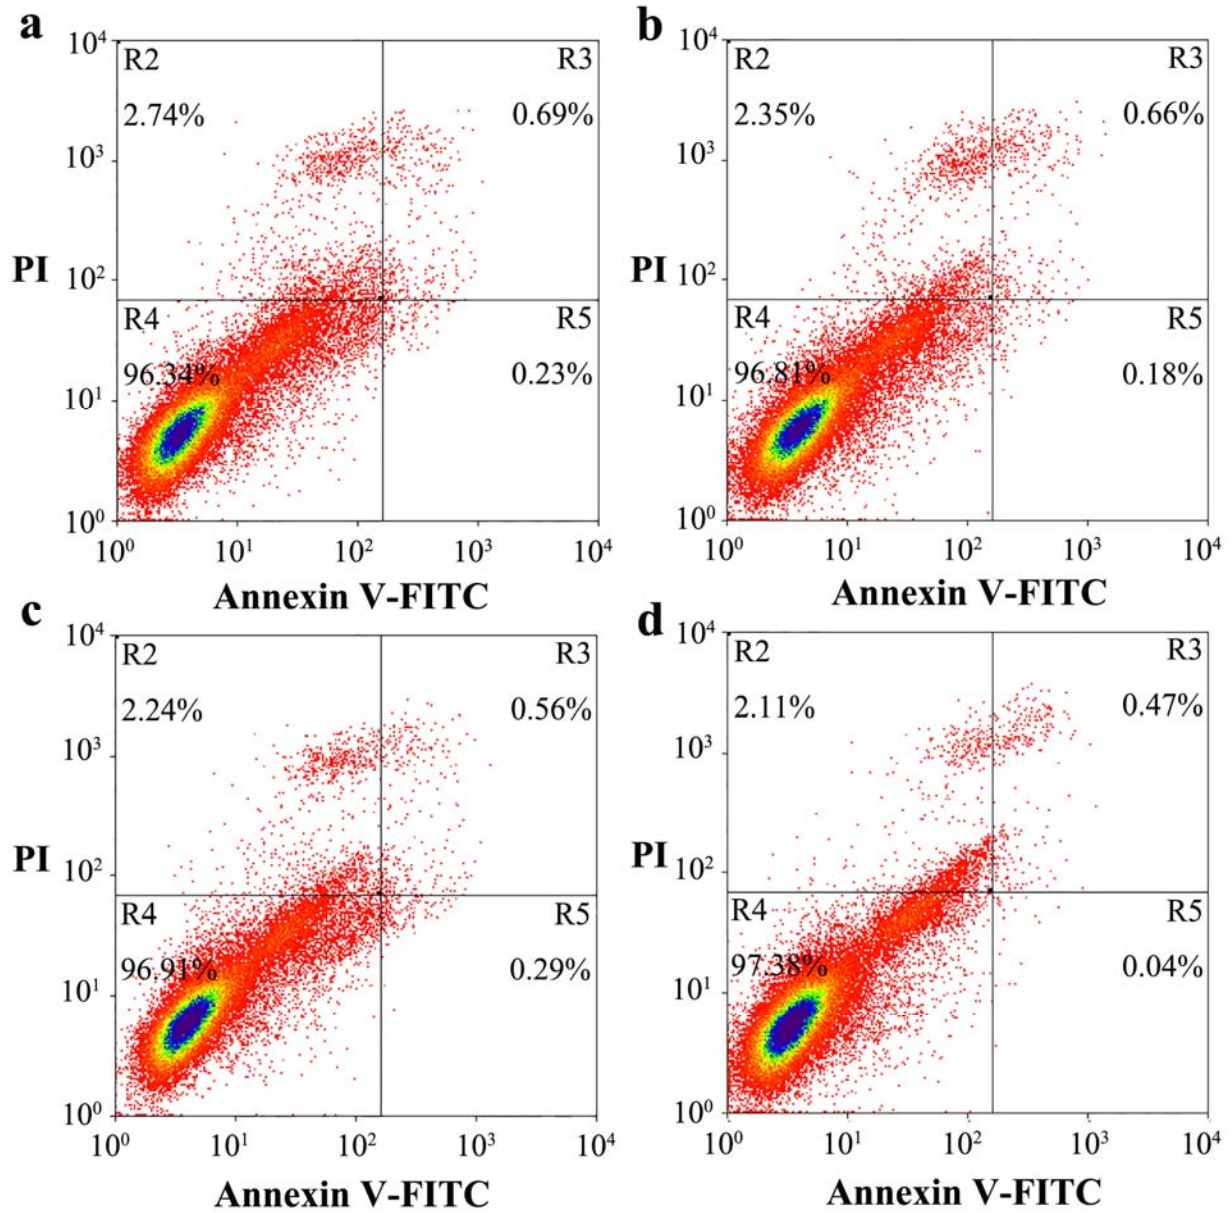 a
10⁴
R2
R3
2.74%
0.69%
10³
PI
10²
R4
R5
96.34%
0.23%
10¹
10⁰
10⁰ 10¹ 10² 10³ 10⁴
Annexin V-FITC
b
10⁴
R2
R3
2.35%
0.66%
10³
PI
10²
R4
R5
96.81%
0.18%
10¹
10⁰
10⁰ 10¹ 10² 10³ 10⁴
Annexin V-FITC
c
10⁴
R2
R3
2.24%
0.56%
10³
PI
10²
R4
R5
96.91%
0.29%
10¹
10⁰
10⁰ 10¹ 10² 10³ 10⁴
Annexin V-FITC
d
10⁴
R2
R3
2.11%
0.47%
10³
PI
10²
R4
R5
97.38%
0.04%
10¹
10⁰
10⁰ 10¹ 10² 10³ 10⁴
Annexin V-FITC